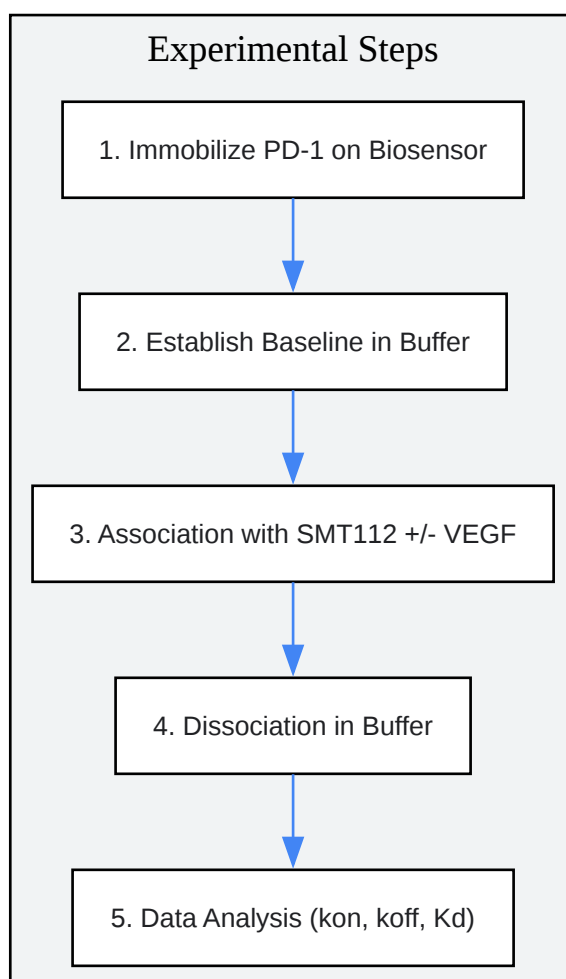 Experimental Steps
1. Immobilize PD-1 on Biosensor
2. Establish Baseline in Buffer
3. Association with SMT112 +/- VEGF
4. Dissociation in Buffer
5. Data Analysis (kon, koff, Kd)